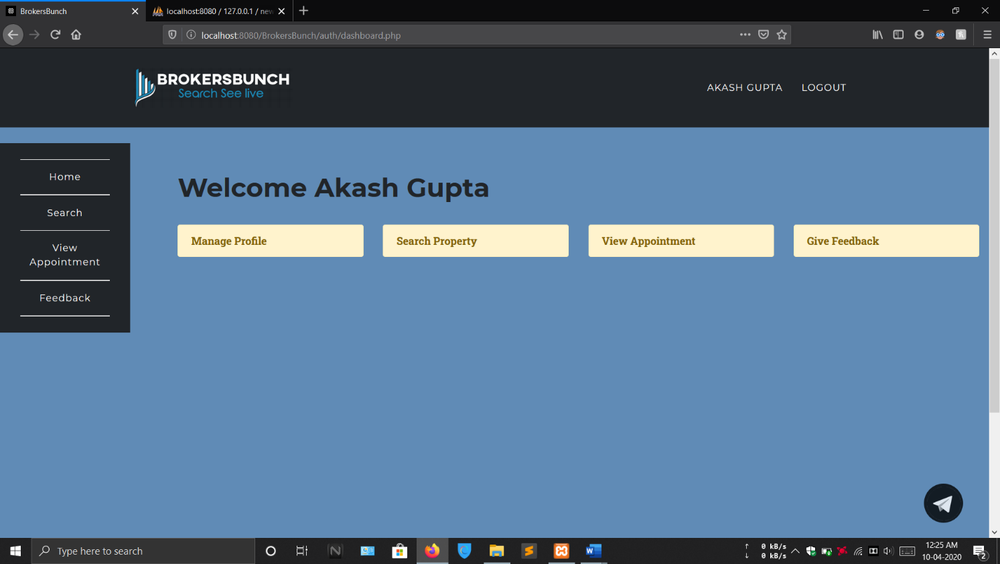 BrokersBunch
localhost:8080 / 127.0.0.1 / new
localhost:8080/BrokersBunch/auth/dashboard.php
BROKERSBUNCH
Search See live
AKASH GUPTA
LOGOUT
Home
Search
View
Appointment
Feedback
Welcome Akash Gupta
Manage Profile
Search Property
View Appointment
Give Feedback
Type here to search
0 kB/s
0 kB/s
12:25 AM
10-04-2020
2